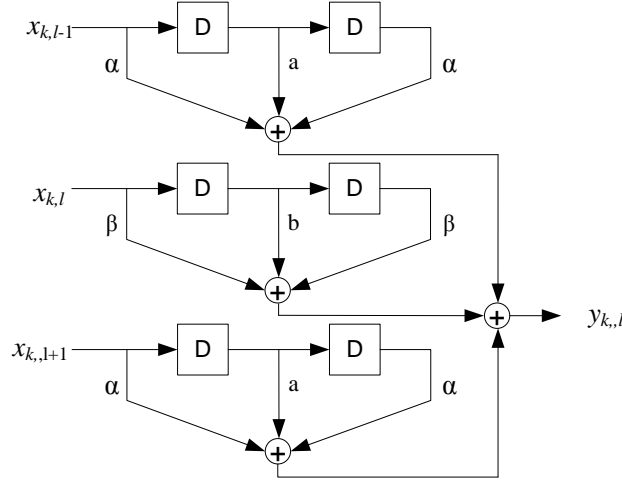 x_{k,l-1} D D
α a α
+
x_{k,l} D D
β b β
+ + y_{k,,l}
x_{k,,l+1} D D
α a α
+